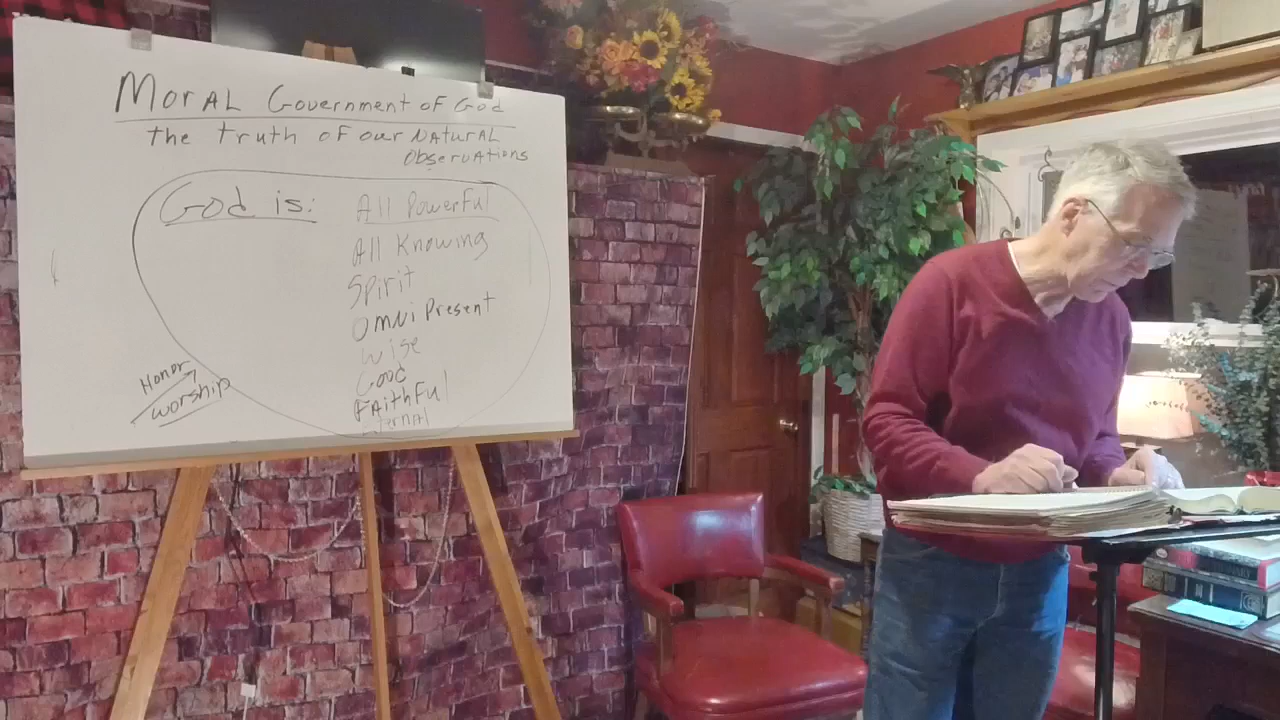 Moral Government of God
the truth of our Natural
Observations
God is: All Powerful
All Knowing
Spirit
Omni Present
Wise
Good
Faithful
Eternal
Honor
Worship